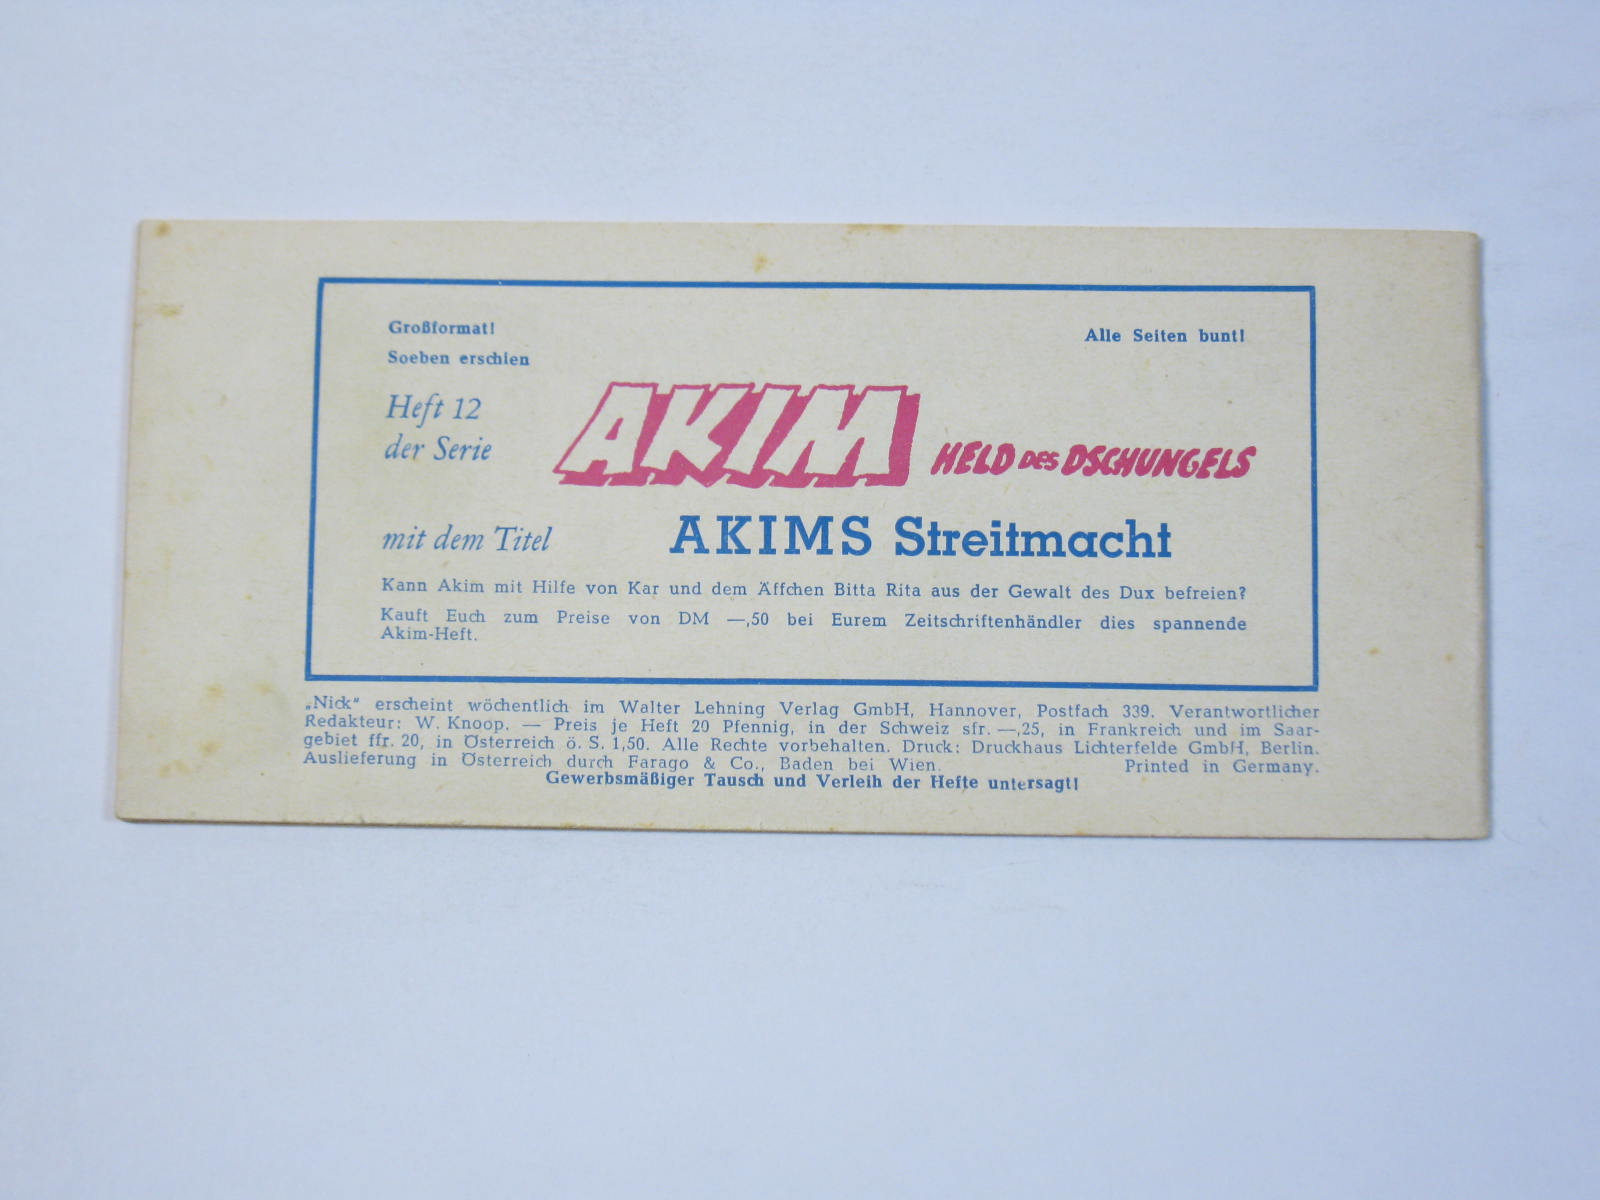 Großformat!
Alle Seiten bunt!
Soeben erschien
Heft 12
der Serie
AKIM HELD DES DSCHUNGELS
mit dem Titel
AKIMS Streitmacht
Kann Akim mit Hilfe von Kar und dem Äffchen Bitta Rita aus der Gewalt des Dux befreien?
Kauft Euch zum Preise von DM —,50 bei Eurem Zeitschriftenhändler dies spannende
Akim-Heft.
„Nick" erscheint wöchentlich im Walter Lehning Verlag GmbH, Hannover, Postfach 339. Verantwortlicher
Redakteur: W. Knoop. — Preis je Heft 20 Pfennig, in der Schweiz sfr. —,25, in Frankreich und im Saar-
gebiet ffr. 20, in Österreich ö. S. 1,50. Alle Rechte vorbehalten. Druck: Druckhaus Lichterfelde GmbH, Berlin.
Auslieferung in Österreich durch Farago & Co., Baden bei Wien. Printed in Germany.
Gewerbsmäßiger Tausch und Verleih der Hefte untersagt!